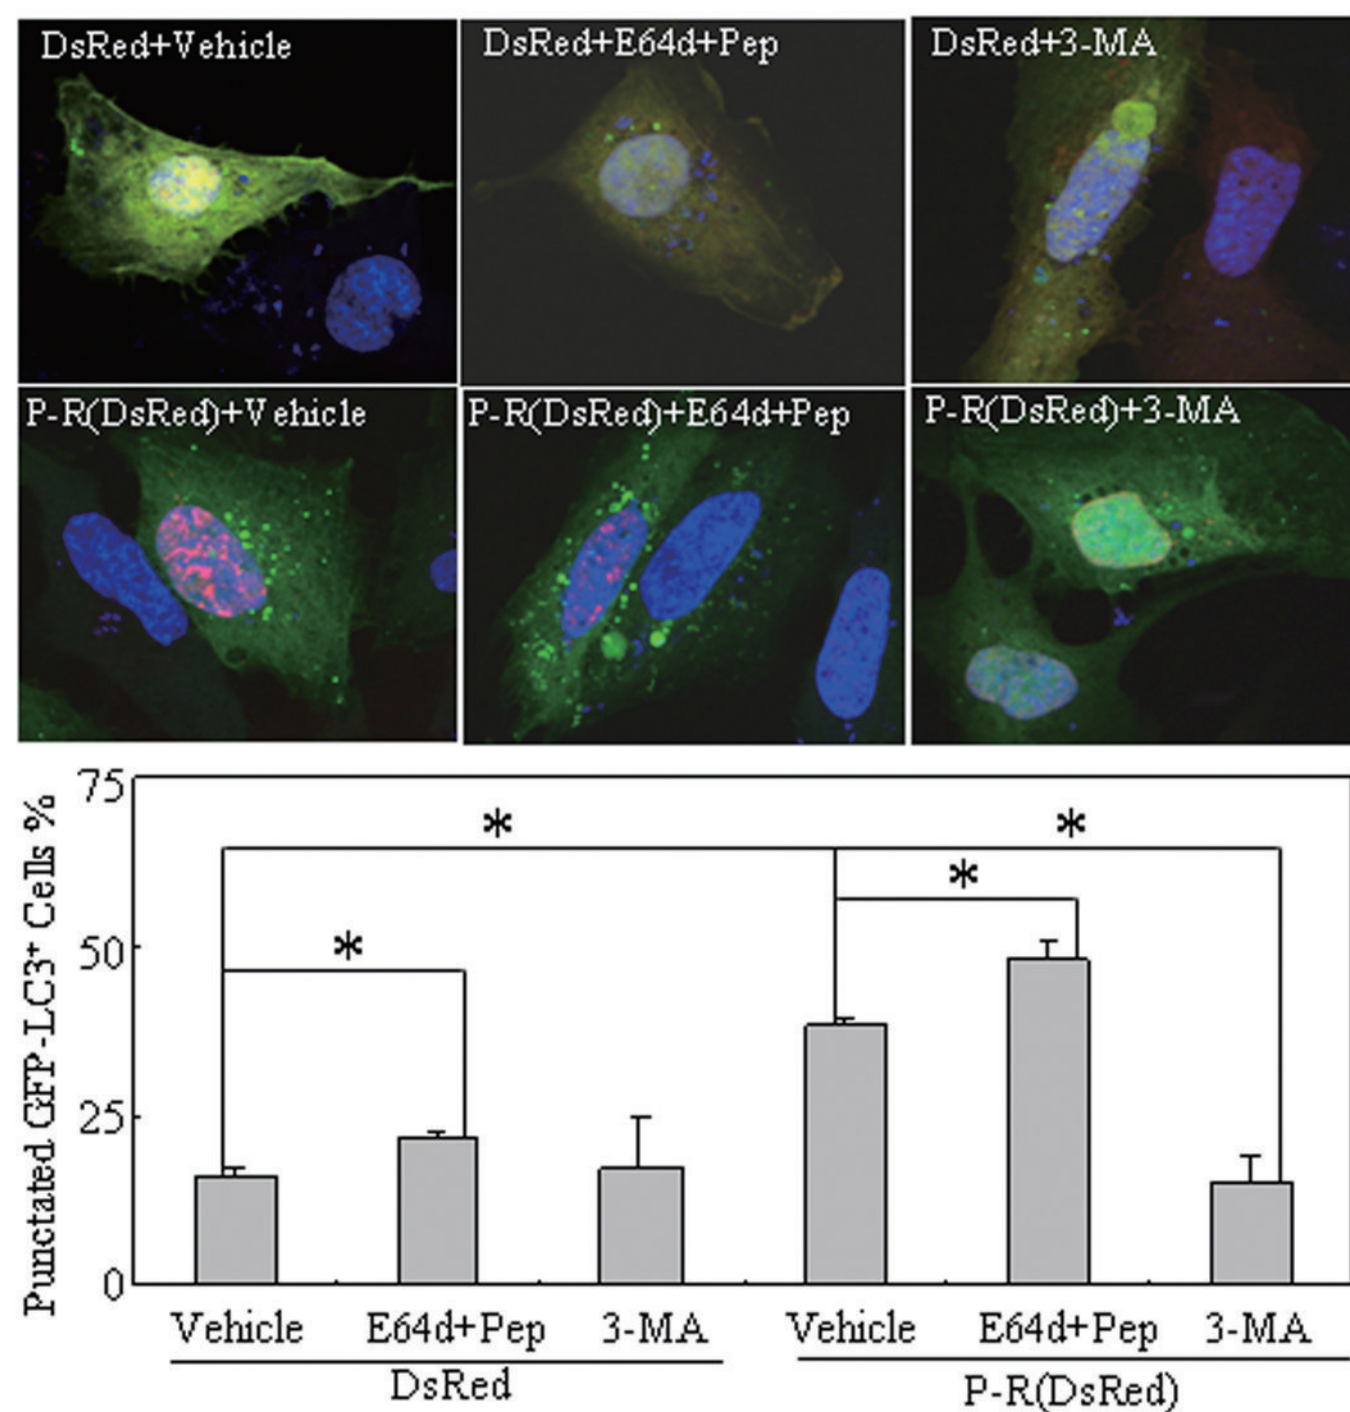 DsRed+Vehicle
DsRed+E64d+Pep
DsRed+3-MA
P-R(DsRed)+Vehicle
P-R(DsRed)+E64d+Pep
P-R(DsRed)+3-MA
Punctated GFP-LC3⁺ Cells %
75
50
25
0
*
*
*
*
Vehicle
E64d+Pep
3-MA
Vehicle
E64d+Pep
3-MA
DsRed
P-R(DsRed)